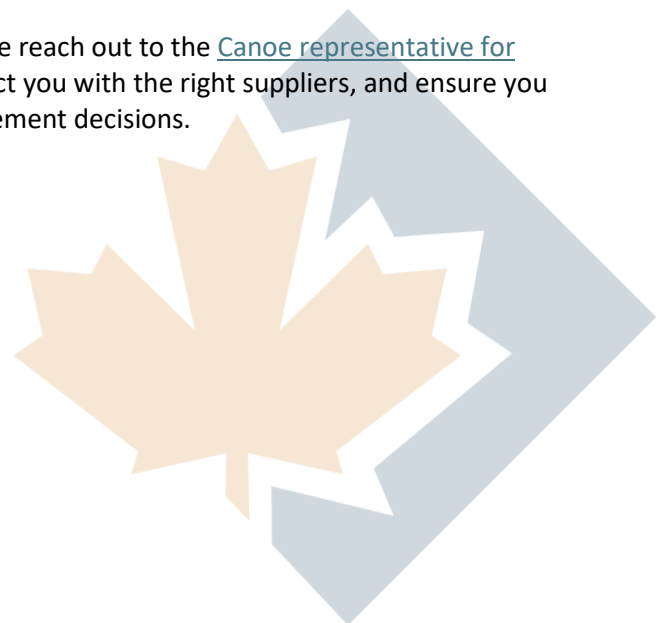 e reach out to the Canoe representative for
ct you with the right suppliers, and ensure you
ement decisions.